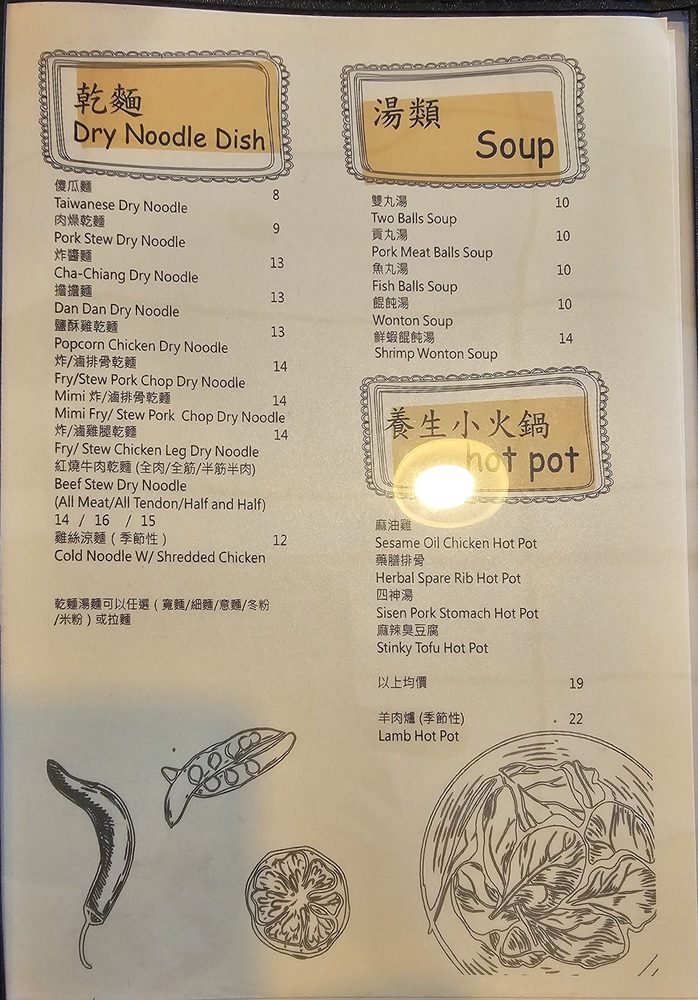 乾麵
Dry Noodle Dish
傻瓜麵
Taiwanese Dry Noodle 8
肉燥乾麵
Pork Stew Dry Noodle 9
炸醬麵
Cha-Chiang Dry Noodle 13
擔擔麵
Dan Dan Dry Noodle 13
鹽酥雞乾麵
Popcorn Chicken Dry Noodle 13
炸/滷排骨乾麵
Fry/Stew Pork Chop Dry Noodle 14
Mimi 炸/滷排骨乾麵
Mimi Fry/ Stew Pork Chop Dry Noodle 14
炸/滷雞腿乾麵 14
Fry/ Stew Chicken Leg Dry Noodle
紅燒牛肉乾麵 (全肉/全筋/半筋半肉)
Beef Stew Dry Noodle
(All Meat/All Tendon/Half and Half)
14 / 16 / 15
雞絲涼麵 ( 季節性 ) 12
Cold Noodle W/ Shredded Chicken
乾麵湯麵可以任選 ( 寬麵/細麵/意麵/冬粉
/米粉 ) 或拉麵
湯類
Soup
雙丸湯 10
Two Balls Soup
貢丸湯 10
Pork Meat Balls Soup
魚丸湯 10
Fish Balls Soup
餛飩湯 10
Wonton Soup
鮮蝦餛飩湯 14
Shrimp Wonton Soup
養生小火鍋
hot pot
麻油雞
Sesame Oil Chicken Hot Pot
藥膳排骨
Herbal Spare Rib Hot Pot
四神湯
Sisen Pork Stomach Hot Pot
麻辣臭豆腐
Stinky Tofu Hot Pot
以上均價 19
羊肉爐 (季節性) 22
Lamb Hot Pot